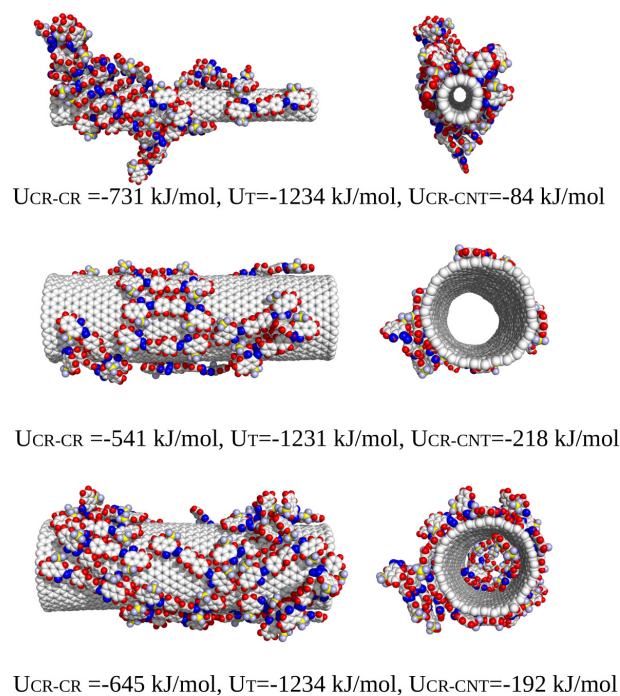 UCR-CR =-731 kJ/mol, UT=-1234 kJ/mol, UCR-CNT=-84 kJ/mol
UCR-CR =-541 kJ/mol, UT=-1231 kJ/mol, UCR-CNT=-218 kJ/mol
UCR-CR =-645 kJ/mol, UT=-1234 kJ/mol, UCR-CNT=-192 kJ/mol